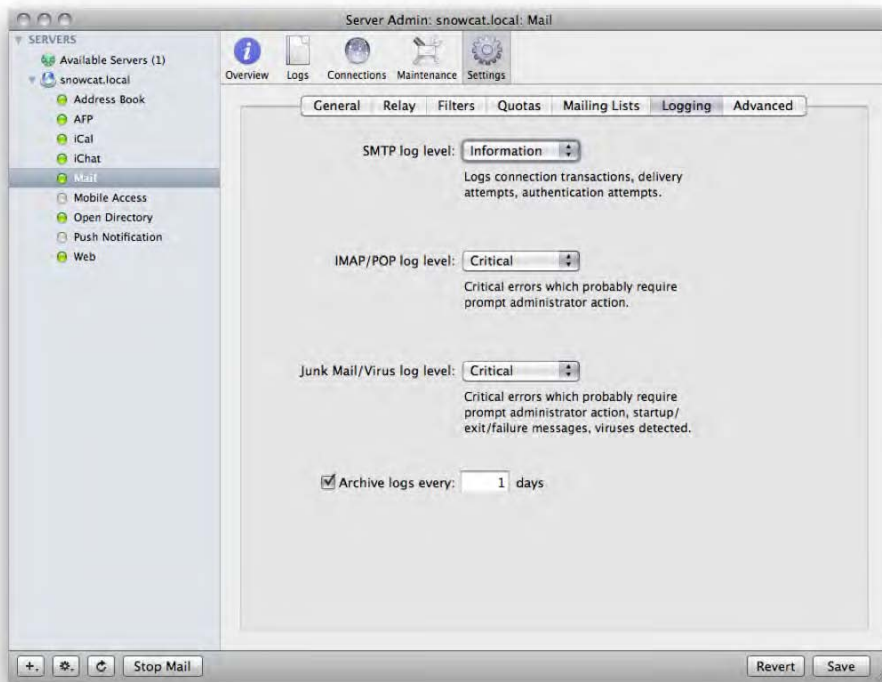 Server Admin: snowcat.local: Mail
SERVERS
Available Servers (1)
snowcat.local
Address Book
AFP
iCal
iChat
Mail
Mobile Access
Open Directory
Push Notification
Web
Overview Logs Connections Maintenance Settings
General Relay Filters Quotas Mailing Lists Logging Advanced
SMTP log level: Information
Logs connection transactions, delivery
attempts, authentication attempts.
IMAP/POP log level: Critical
Critical errors which probably require
prompt administrator action.
Junk Mail/Virus log level: Critical
Critical errors which probably require
prompt administrator action, startup/
exit/failure messages, viruses detected.
Archive logs every: 1 days
Stop Mail
Revert Save